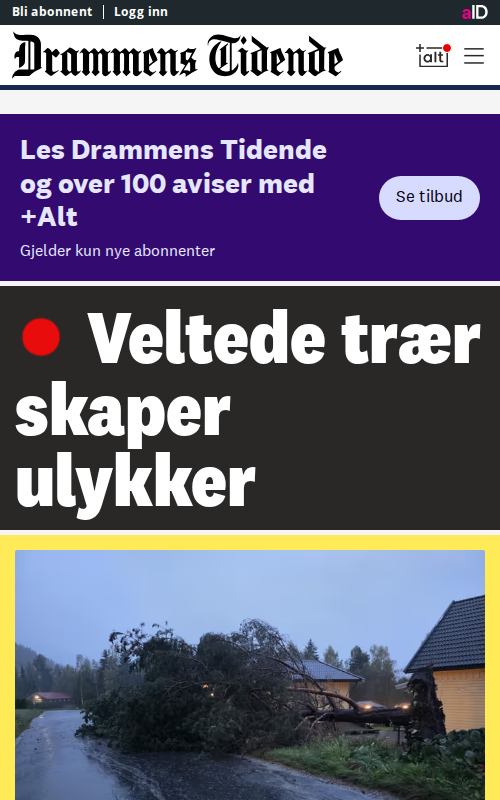 Bli abonnent | Logg inn
aID
Drammens Tidende
+alt
Les Drammens Tidende
og over 100 aviser med
+Alt
Se tilbud
Gjelder kun nye abonnenter
Veltede trær
skaper
ulykker